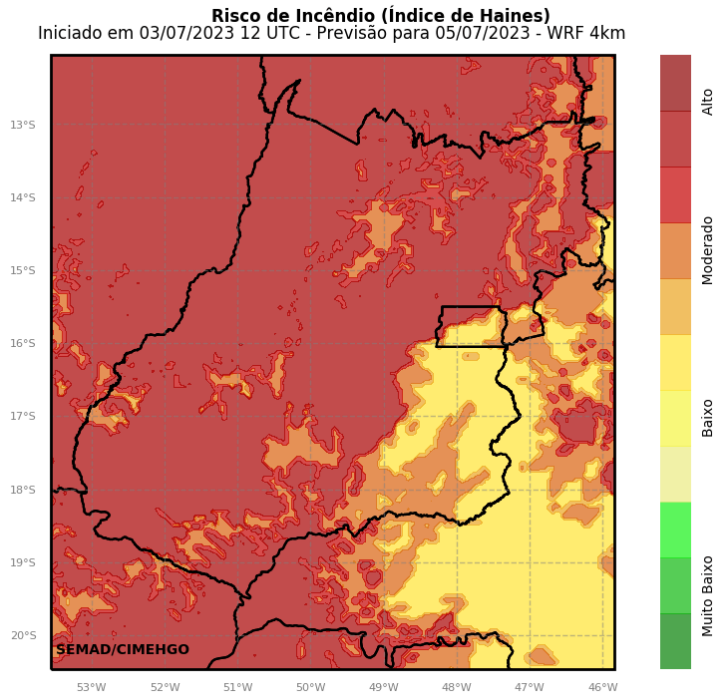 Risco de Incêndio (Índice de Haines)
Iniciado em 03/07/2023 12 UTC - Previsão para 05/07/2023 - WRF 4km
13°S
14°S
15°S
16°S
17°S
18°S
19°S
20°S
SEMAD/CIMEHGO
53°W 52°W 51°W 50°W 49°W 48°W 47°W 46°W
Alto
Moderado
Baixo
Muito Baixo